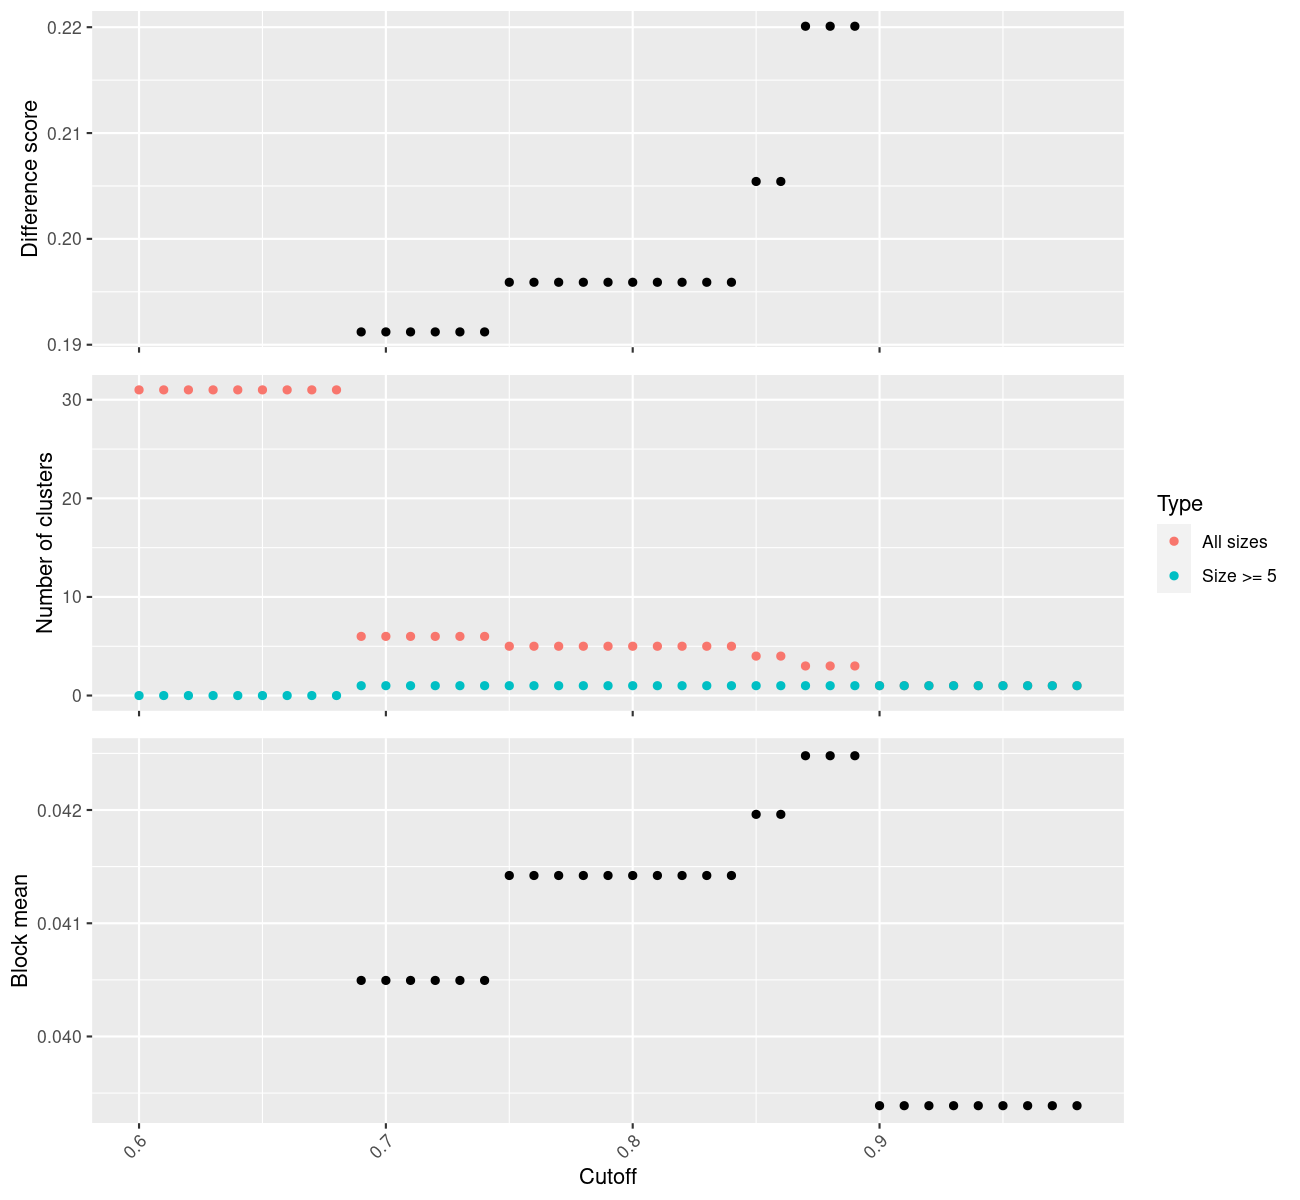 0.22
0.21
0.20
0.19
Difference score
30
20
10
0
Number of clusters
Type
All sizes
Size >= 5
0.042
0.041
0.040
Block mean
0.6
0.7
0.8
0.9
Cutoff